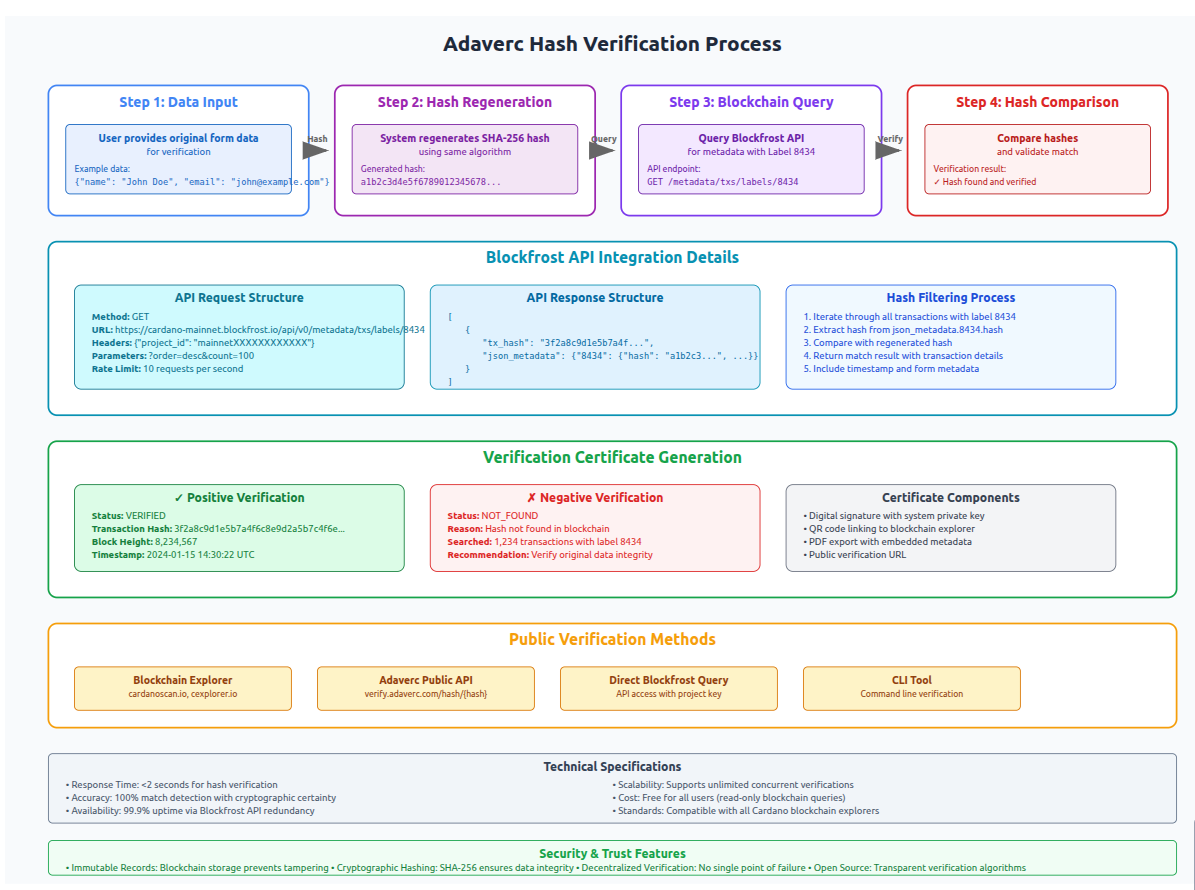 Adaverc Hash Verification Process
Step 1: Data Input
User provides original form data
for verification
Example data:
{"name": "John Doe", "email": "john@example.com"}
Hash
Step 2: Hash Regeneration
System regenerates SHA-256 hash
using same algorithm
Generated hash:
a1b2c3d4e5f6789012345678...
Query
Step 3: Blockchain Query
Query Blockfrost API
for metadata with Label 8434
API endpoint:
GET /metadata/txs/labels/8434
Verify
Step 4: Hash Comparison
Compare hashes
and validate match
Verification result:
✓ Hash found and verified
Blockfrost API Integration Details
API Request Structure
Method: GET
URL: https://cardano-mainnet.blockfrost.io/api/v0/metadata/txs/labels/8434
Headers: {"project_id": "mainnetXXXXXXXXXXXX"}
Parameters: ?order=desc&count=100
Rate Limit: 10 requests per second
API Response Structure
[
{
"tx_hash": "3f2a8c9d1e5b7a4f...",
"json_metadata": {"8434": {"hash": "a1b2c3...", ...}}
}
]
Hash Filtering Process
1. Iterate through all transactions with label 8434
2. Extract hash from json_metadata.8434.hash
3. Compare with regenerated hash
4. Return match result with transaction details
5. Include timestamp and form metadata
Verification Certificate Generation
✓ Positive Verification
Status: VERIFIED
Transaction Hash: 3f2a8c9d1e5b7a4f6c8e9d2a5b7c4f6e...
Block Height: 8,234,567
Timestamp: 2024-01-15 14:30:22 UTC
✗ Negative Verification
Status: NOT_FOUND
Reason: Hash not found in blockchain
Searched: 1,234 transactions with label 8434
Recommendation: Verify original data integrity
Certificate Components
• Digital signature with system private key
• QR code linking to blockchain explorer
• PDF export with embedded metadata
• Public verification URL
Public Verification Methods
Blockchain Explorer
cardanoscan.io, cexplorer.io
Adaverc Public API
verify.adaverc.com/hash/{hash}
Direct Blockfrost Query
API access with project key
CLI Tool
Command line verification
Technical Specifications
• Response Time: <2 seconds for hash verification
• Accuracy: 100% match detection with cryptographic certainty
• Availability: 99.9% uptime via Blockfrost API redundancy
• Scalability: Supports unlimited concurrent verifications
• Cost: Free for all users (read-only blockchain queries)
• Standards: Compatible with all Cardano blockchain explorers
Security & Trust Features
• Immutable Records: Blockchain storage prevents tampering • Cryptographic Hashing: SHA-256 ensures data integrity • Decentralized Verification: No single point of failure • Open Source: Transparent verification algorithms